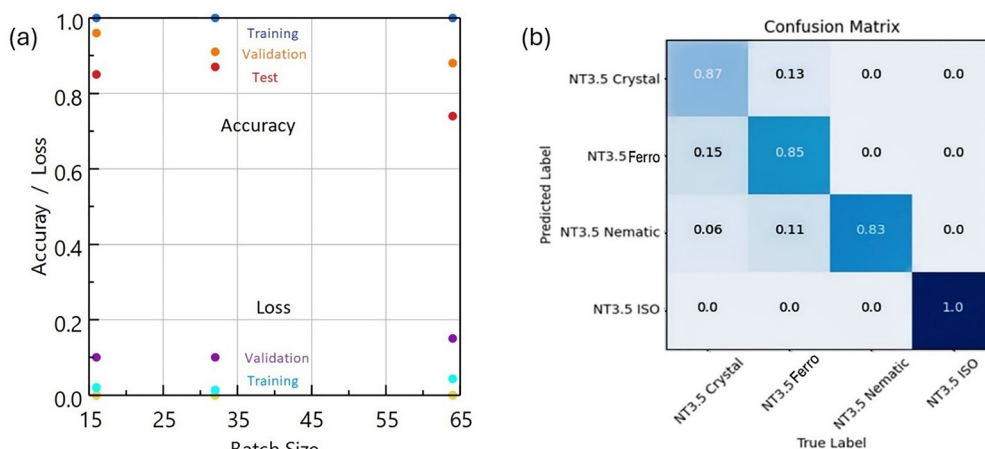 (a)
1.0
0.8
0.6
0.4
0.2
0.0
Accuray / Loss
Training
Validation
Test
Accuracy
Loss
Validation
Training
15 25 35 45 55 65
Batch Size
(b)
Confusion Matrix
Predicted Label
NT3.5 Crystal 0.87 0.13 0.0 0.0
NT3.5 Ferro 0.15 0.85 0.0 0.0
NT3.5 Nematic 0.06 0.11 0.83 0.0
NT3.5 ISO 0.0 0.0 0.0 1.0
NT3.5 Crystal
NT3.5 Ferro
NT3.5 Nematic
NT3.5 ISO
True Label